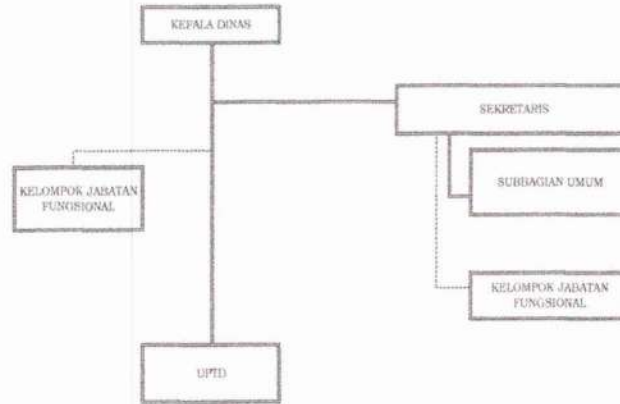 KEPALA DINAS
SEKRETARIS
KELOMPOK JABATAN
FUNGSIONAL
SUBBAGIAN UMUM
KELOMPOK JABATAN
FUNGSIONAL
UPTD